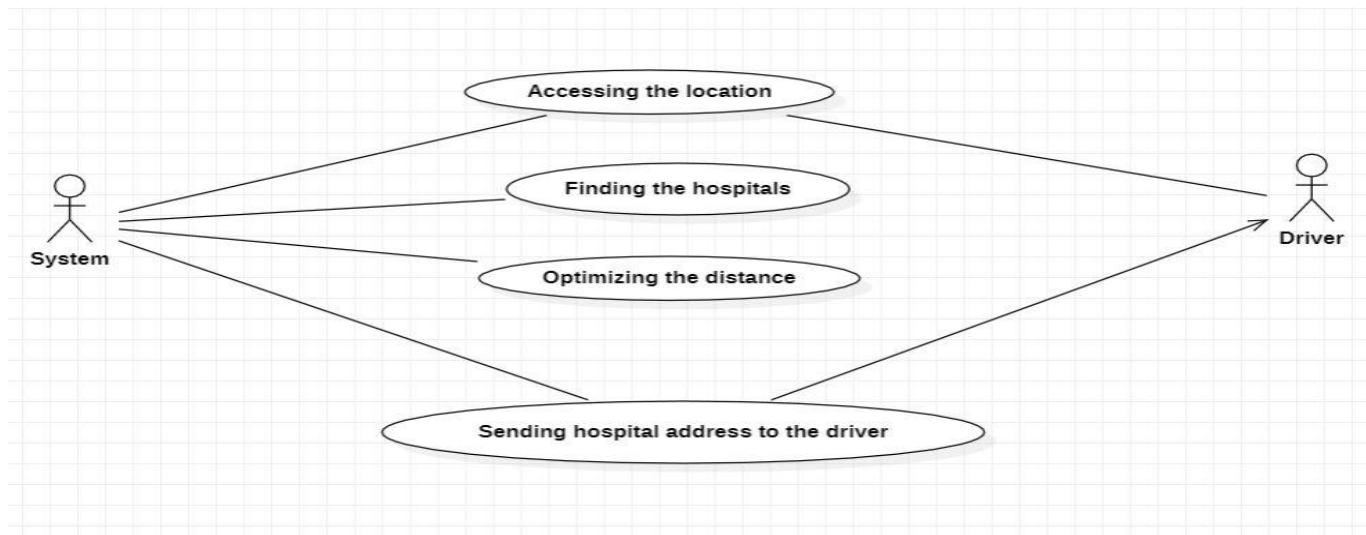 Accessing the location
Finding the hospitals
System
Driver
Optimizing the distance
Sending hospital address to the driver